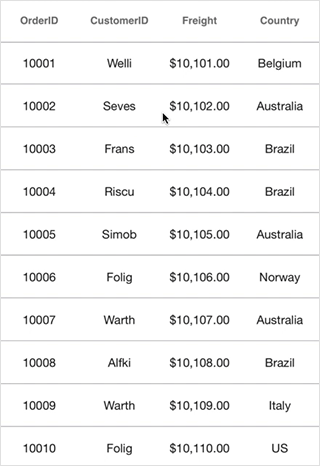 OrderID CustomerID Freight Country
10001 Welli $10,101.00 Belgium
10002 Seves $10,102.00 Australia
10003 Frans $10,103.00 Brazil
10004 Riscu $10,104.00 Brazil
10005 Simob $10,105.00 Australia
10006 Folig $10,106.00 Norway
10007 Warth $10,107.00 Australia
10008 Alfki $10,108.00 Brazil
10009 Warth $10,109.00 Italy
10010 Folig $10,110.00 US